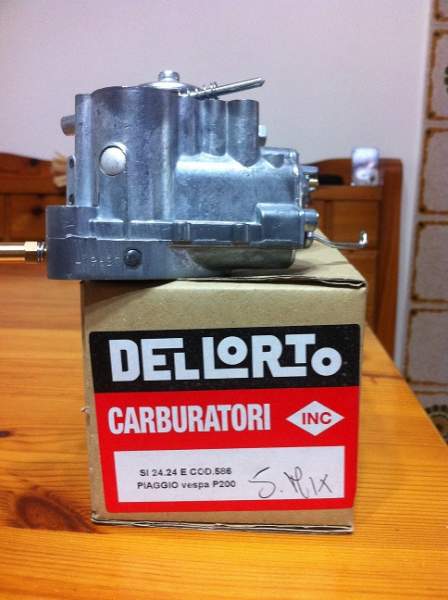 DELLORTO
CARBURATORI INC
SI 24.24 E COD.586
PIAGGIO vespa P200 S. MIX